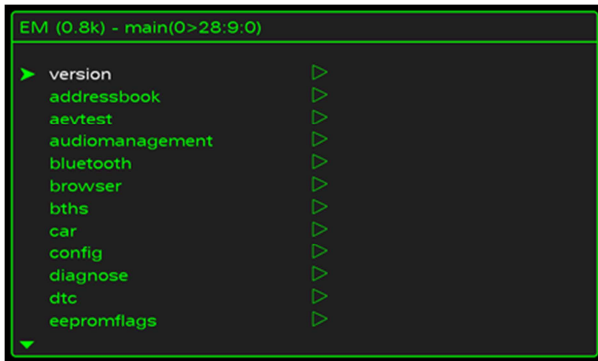 EM (0.8k) - main(0>28:9:0)
version
addressbook
aevtest
audiomanagement
bluetooth
browser
bths
car
config
diagnose
dtc
eepromflags